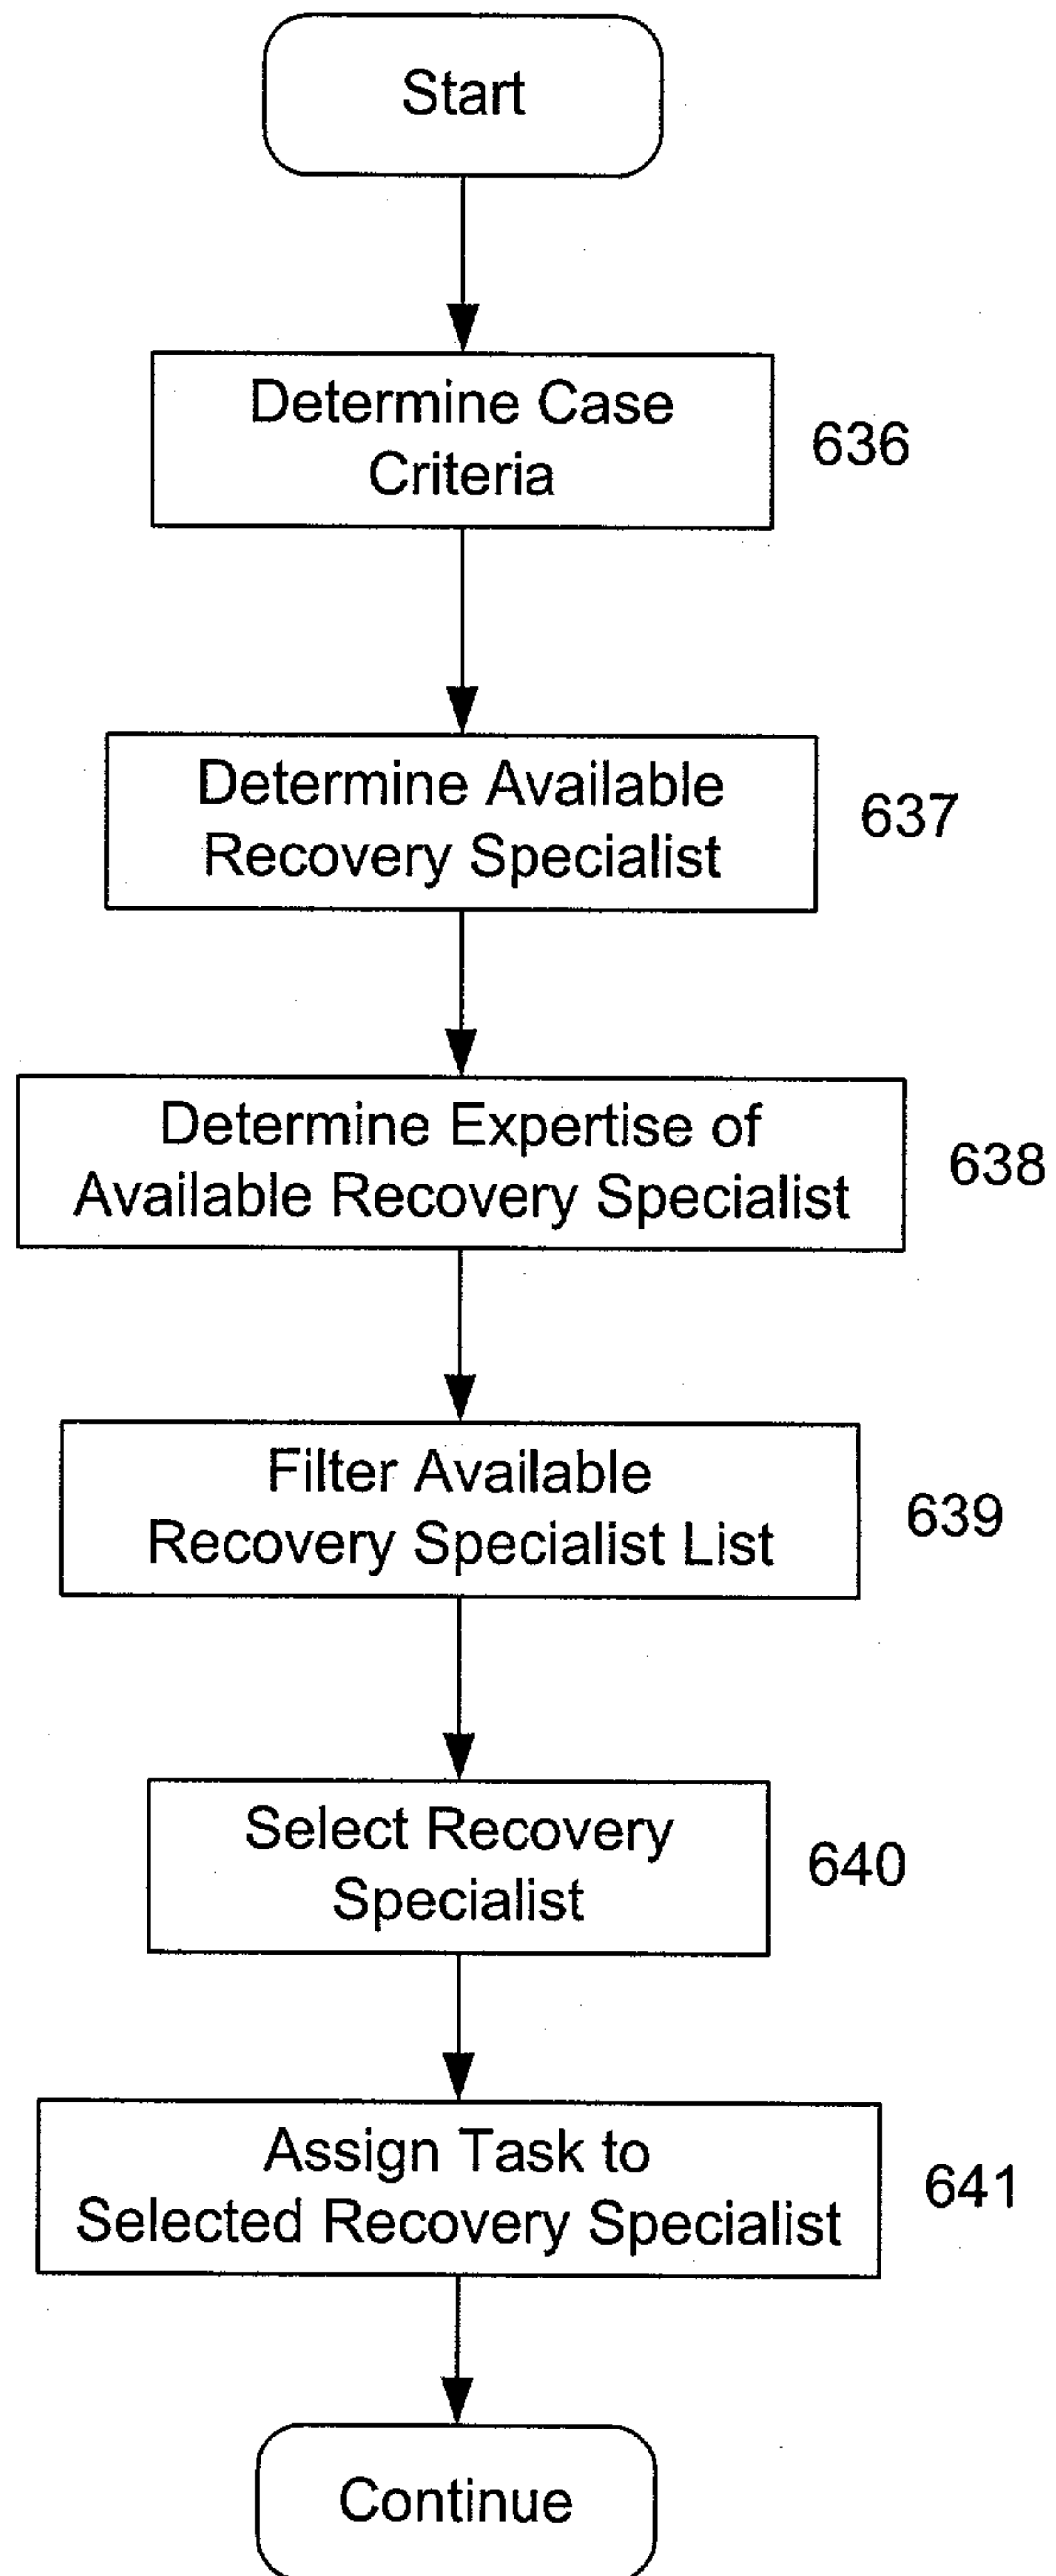 Start
Determine Case
Criteria
636
Determine Available
Recovery Specialist
637
Determine Expertise of
Available Recovery Specialist
638
Filter Available
Recovery Specialist List
639
Select Recovery
Specialist
640
Assign Task to
Selected Recovery Specialist
641
Continue